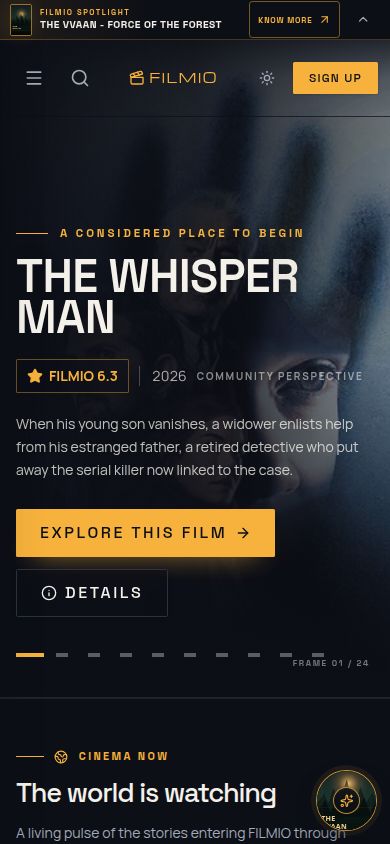 FILMIO SPOTLIGHT
THE VVAAN - FORCE OF THE FOREST
KNOW MORE
FILMIO
SIGN UP
A CONSIDERED PLACE TO BEGIN
THE WHISPER
MAN
FILMIO 6.3
2026
COMMUNITY PERSPECTIVE
When his young son vanishes, a widower enlists help
from his estranged father, a retired detective who put
away the serial killer now linked to the case.
EXPLORE THIS FILM
DETAILS
FRAME 01 / 24
CINEMA NOW
The world is watching
A living pulse of the stories entering FILMIO through
THE
VAAN